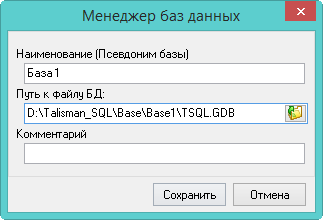 Менеджер баз данных
Наименование (Псевдоним базы)
База1
Путь к файлу БД:
D:\Talisman_SQL\Base\Base1\TSQL.GDB
Комментарий
Сохранить
Отмена